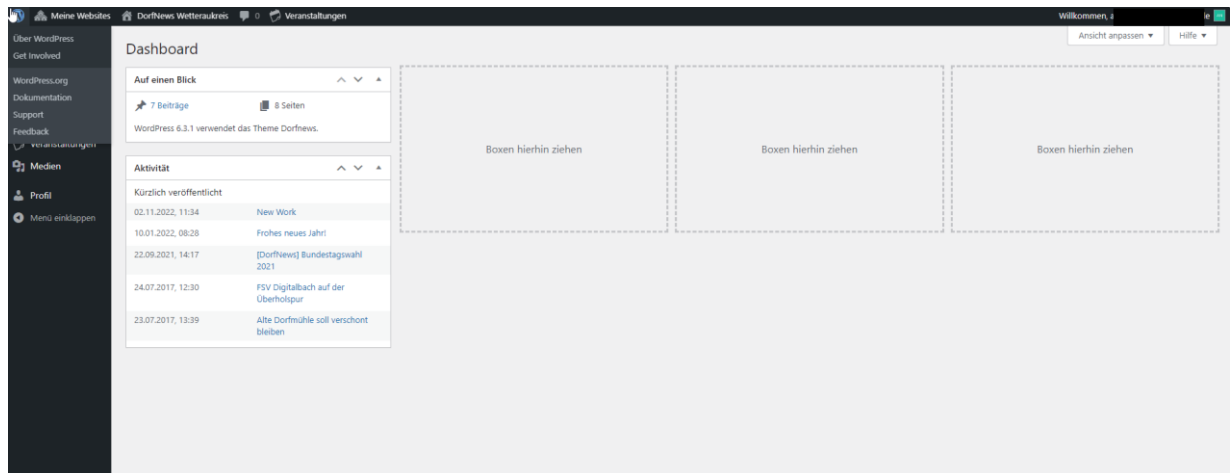 Meine Websites DorfNews Wetteraukreis 0 Veranstaltungen Willkommen,
Über WordPress
Get Involved
WordPress.org
Dokumentation
Support
Feedback
Veranstaltungen
Medien
Profil
Menü einklappen
Ansicht anpassen ▼ Hilfe ▼
Dashboard
Auf einen Blick
7 Beiträge 8 Seiten
WordPress 6.3.1 verwendet das Theme Dorfnews.
Aktivität
Kürzlich veröffentlicht
02.11.2022, 11:34 New Work
10.01.2022, 08:28 Frohes neues Jahr!
22.09.2021, 14:17 [DorfNews] Bundestagswahl
2021
24.07.2017, 12:30 FSV Digitalbach auf der
Überholspur
23.07.2017, 13:39 Alte Dorfmühle soll verschont
bleiben
Boxen hierhin ziehen Boxen hierhin ziehen Boxen hierhin ziehen